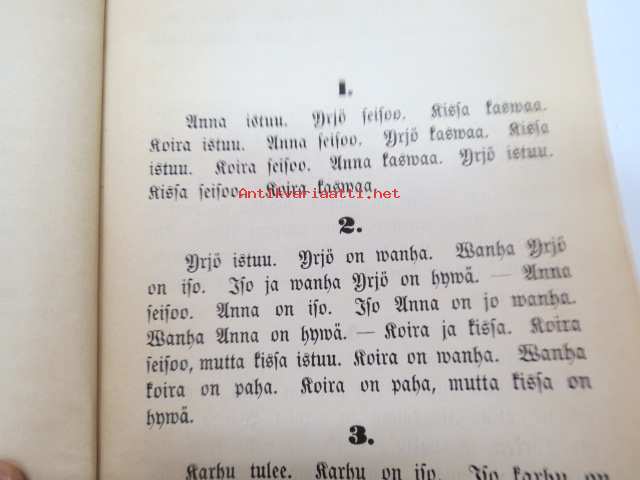 1.
Anna istuu. Yrjö seisoo. Kissa kaswaa.
Koira istuu. Anna seisoo. Yrjö kaswaa. Kissa
istuu. Koira seisoo. Anna kaswaa. Yrjö istuu.
Kissa seisoo. Koira kaswaa.
Antikvariaatti.net
2.
Yrjö istuu. Yrjö on wanha. Wanha Yrjö
on iso. Iso ja wanha Yrjö on hywä. — Anna
seisoo. Anna on iso. Iso Anna on jo wanha.
Wanha Anna on hywä. — Koira ja kissa. Koira
seisoo, mutta kissa istuu. Koira on wanha. Wanha
koira on paha. Koira on paha, mutta kissa on
hywä.
3.
Karhu tulee. Karhu on iso. Iso karhu on